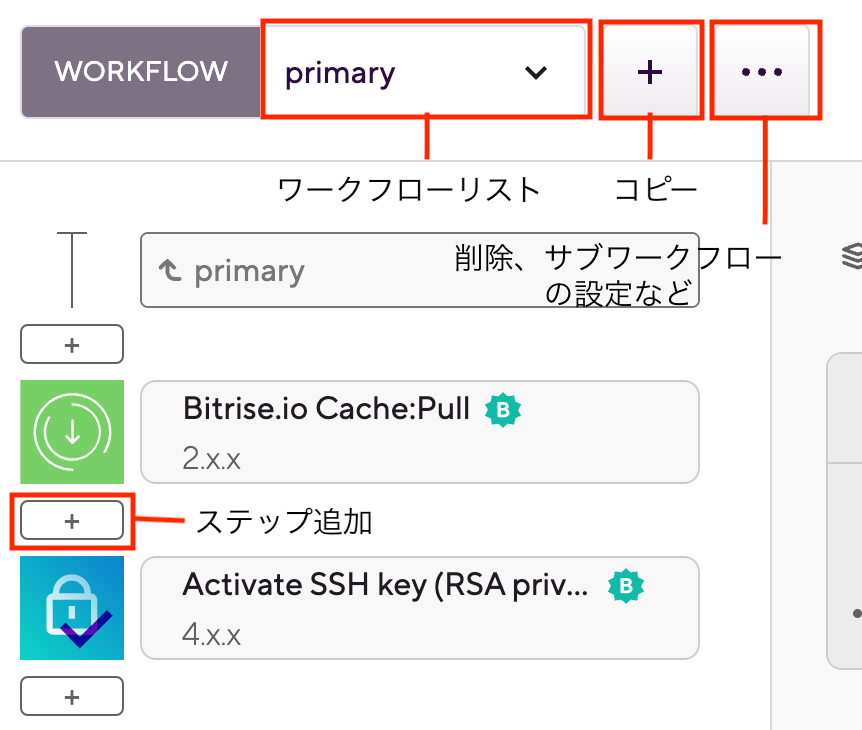 WORKFLOW primary + •••
ワークフローリスト コピー
primary
削除、サブワークフロー
の設定など
+
Bitrise.io Cache:Pull B
2.x.x
+ ステップ追加
Activate SSH key (RSA priv... B
4.x.x
+